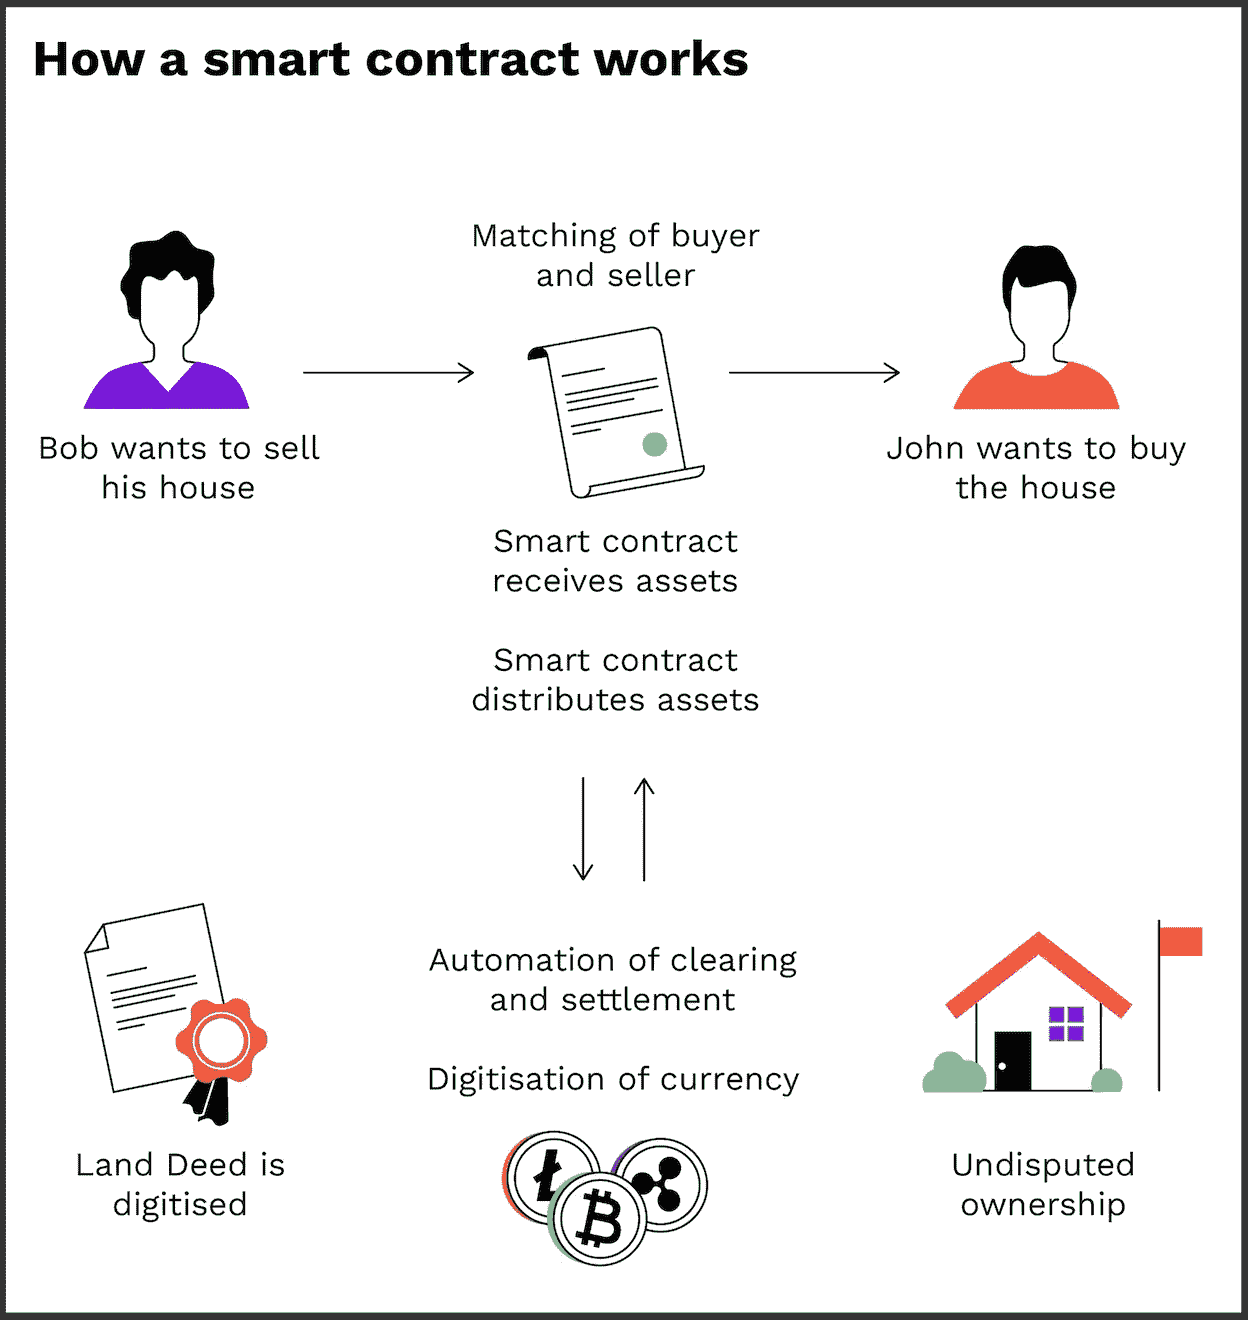 How a smart contract works
Matching of buyer
and seller
Bob wants to sell
his house
John wants to buy
the house
Smart contract
receives assets
Smart contract
distributes assets
Automation of clearing
and settlement
Digitisation of currency
Land Deed is
digitised
Undisputed
ownership